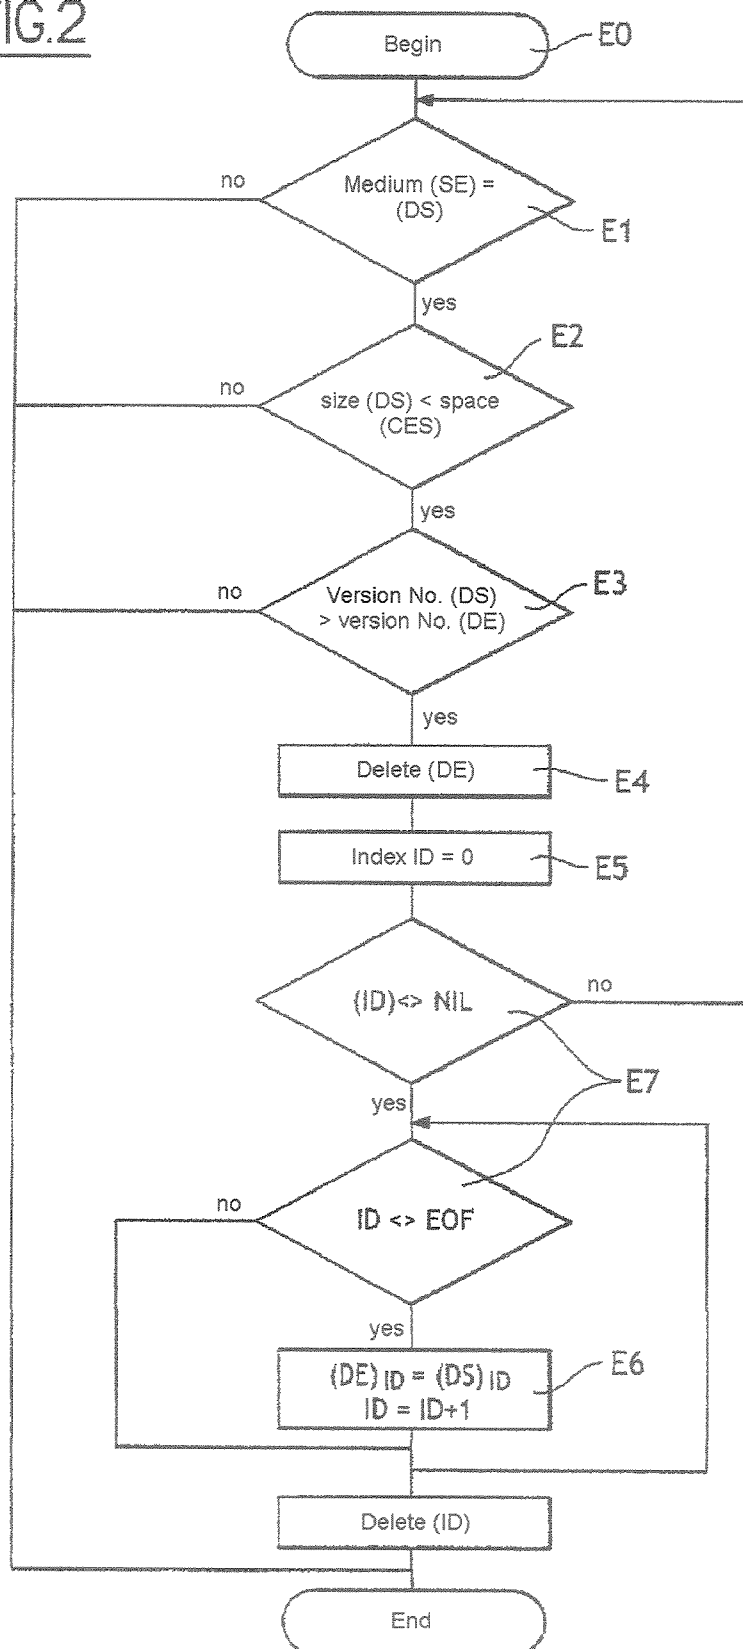 FIG.2
Begin
E0
no
Medium (SE) =
(DS)
E1
yes
E2
no
size (DS) < space
(CES)
yes
no
Version No. (DS)
> version No. (DE)
E3
yes
Delete (DE)
E4
Index ID = 0
E5
(ID) <> NIL
no
E7
yes
no
ID <> EOF
yes
(DE) ID = (DS) ID
ID = ID+1
E6
Delete (ID)
End